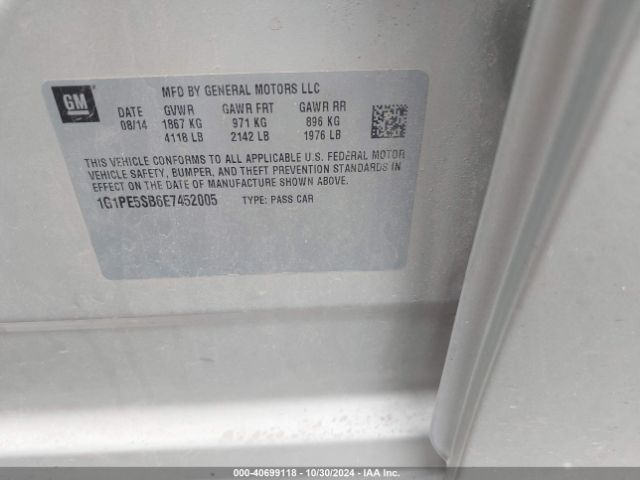 GM
MFD BY GENERAL MOTORS LLC
DATE GVWR GAWR FRT GAWR RR
08/14 1867 KG 971 KG 896 KG
4118 LB 2142 LB 1976 LB
THIS VEHICLE CONFORMS TO ALL APPLICABLE U.S. FEDERAL MOTOR
VEHICLE SAFETY, BUMPER, AND THEFT PREVENTION STANDARDS
IN EFFECT ON THE DATE OF MANUFACTURE SHOWN ABOVE.
1G1PE5SB6E7452005 TYPE: PASS CAR
000-40699118 - 10/30/2024 - IAA Inc.